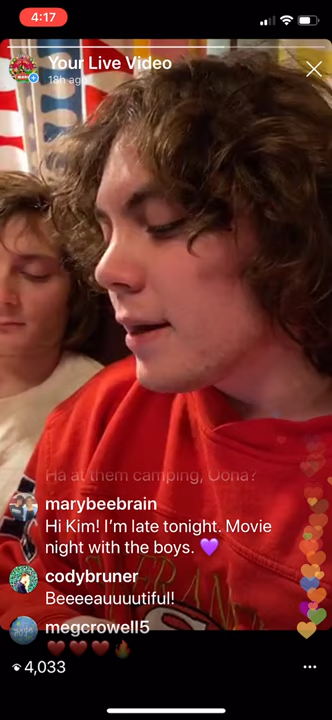 4:17
Your Live Video
18h ago
Ha at them camping, Oona?
marybeebrain
Hi Kim! I'm late tonight. Movie
night with the boys. 💜
codybruner
Beeeeauuuutiful!
megcrowell5
❤️❤️❤️🔥
4,033